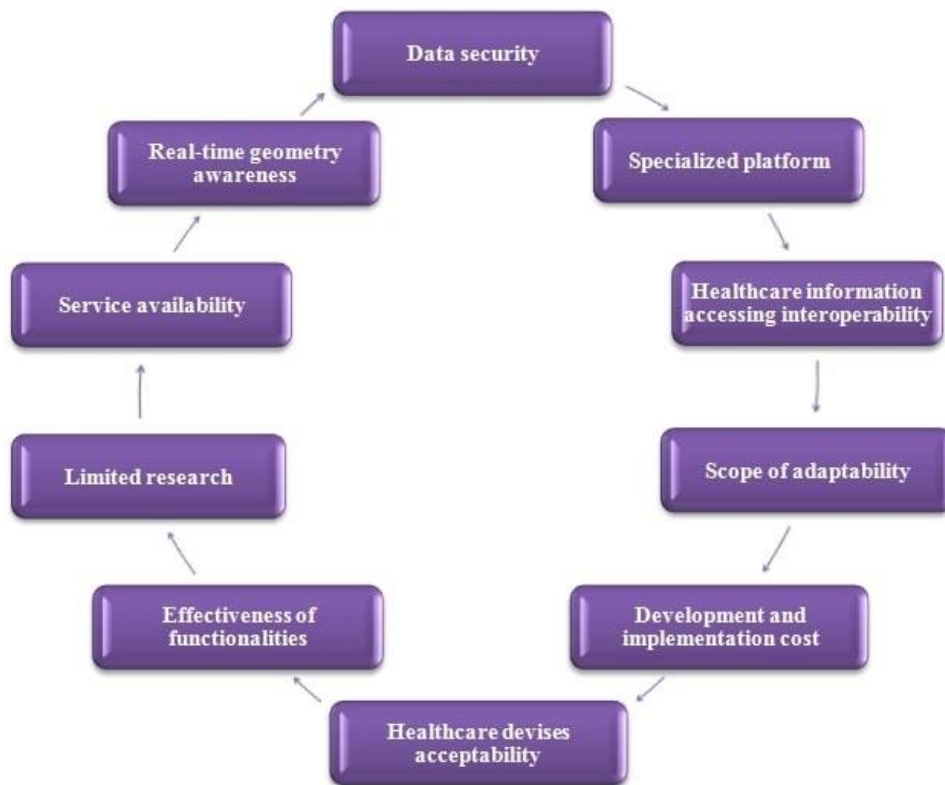 Data security
Specialized platform
Healthcare information
accessing interoperability
Scope of adaptability
Development and
implementation cost
Healthcare devises
acceptability
Effectiveness of
functionalities
Limited research
Service availability
Real-time geometry
awareness